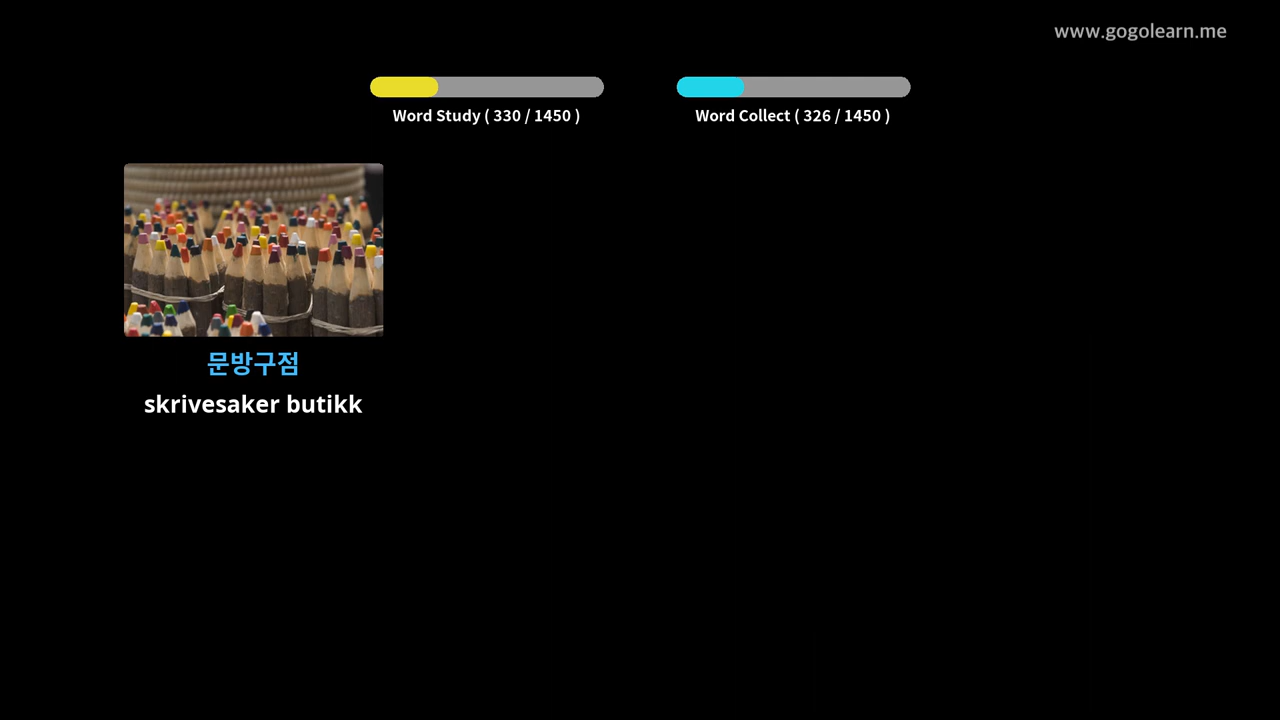 www.gogolearn.me
Word Study ( 330 / 1450 )
Word Collect ( 326 / 1450 )
문방구점
skrivesaker butikk